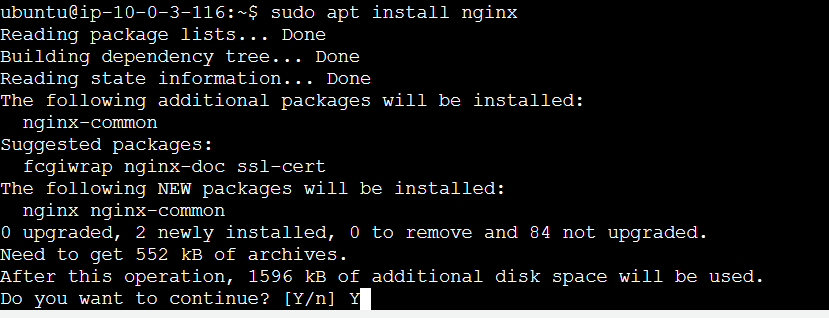 ubuntu@ip-10-0-3-116:~$ sudo apt install nginx
Reading package lists... Done
Building dependency tree... Done
Reading state information... Done
The following additional packages will be installed:
  nginx-common
Suggested packages:
  fcgiwrap nginx-doc ssl-cert
The following NEW packages will be installed:
  nginx nginx-common
0 upgraded, 2 newly installed, 0 to remove and 84 not upgraded.
Need to get 552 kB of archives.
After this operation, 1596 kB of additional disk space will be used.
Do you want to continue? [Y/n] Y